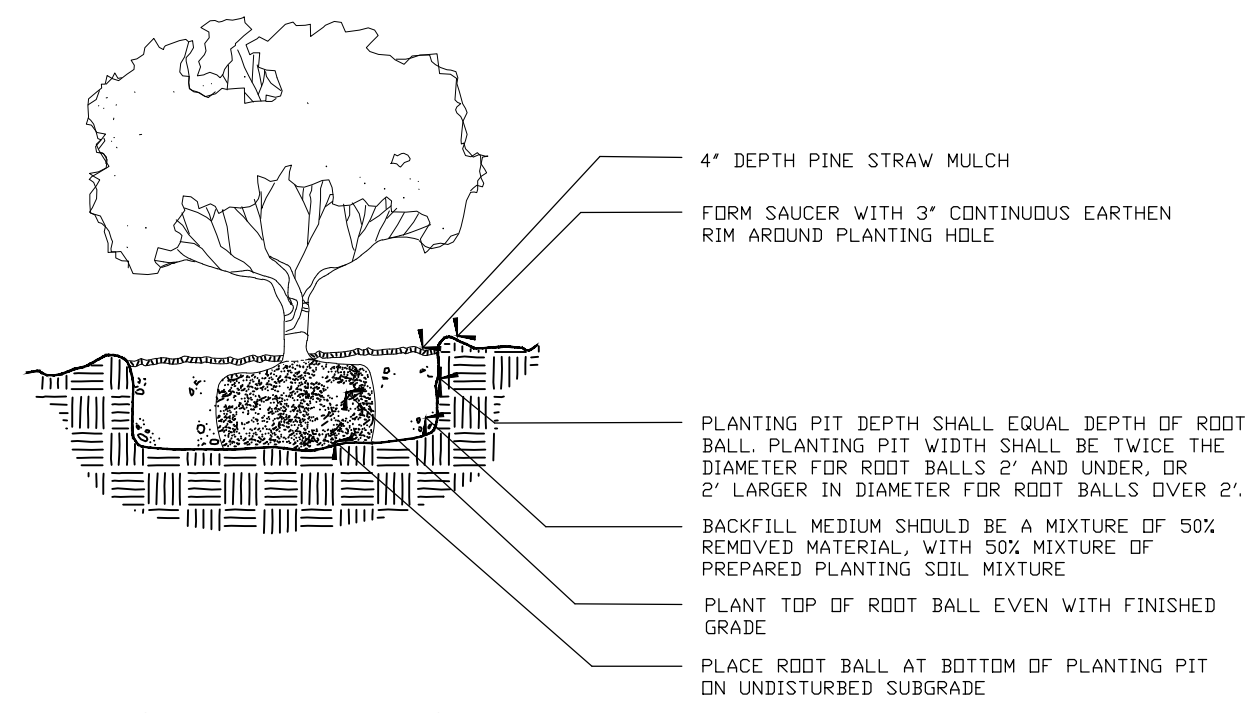 4" DEPTH PINE STRAW MULCH
FORM SAUCER WITH 3" CONTINUOUS EARTHEN
RIM AROUND PLANTING HOLE
PLANTING PIT DEPTH SHALL EQUAL DEPTH OF ROOT
BALL. PLANTING PIT WIDTH SHALL BE TWICE THE
DIAMETER FOR ROOT BALLS 2' AND UNDER, OR
2' LARGER IN DIAMETER FOR ROOT BALLS OVER 2'.
BACKFILL MEDIUM SHOULD BE A MIXTURE OF 50%
REMOVED MATERIAL, WITH 50% MIXTURE OF
PREPARED PLANTING SOIL MIXTURE
PLANT TOP OF ROOT BALL EVEN WITH FINISHED
GRADE
PLACE ROOT BALL AT BOTTOM OF PLANTING PIT
ON UNDISTURBED SUBGRADE